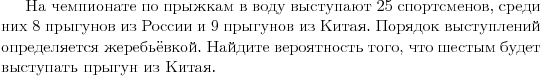 На чемпионате по прыжкам в воду выступают 25 спортсменов, среди
них 8 прыгунов из России и 9 прыгунов из Китая. Порядок выступлений
определяется жеребьёвкой. Найдите вероятность того, что шестым будет
выступать прыгун из Китая.